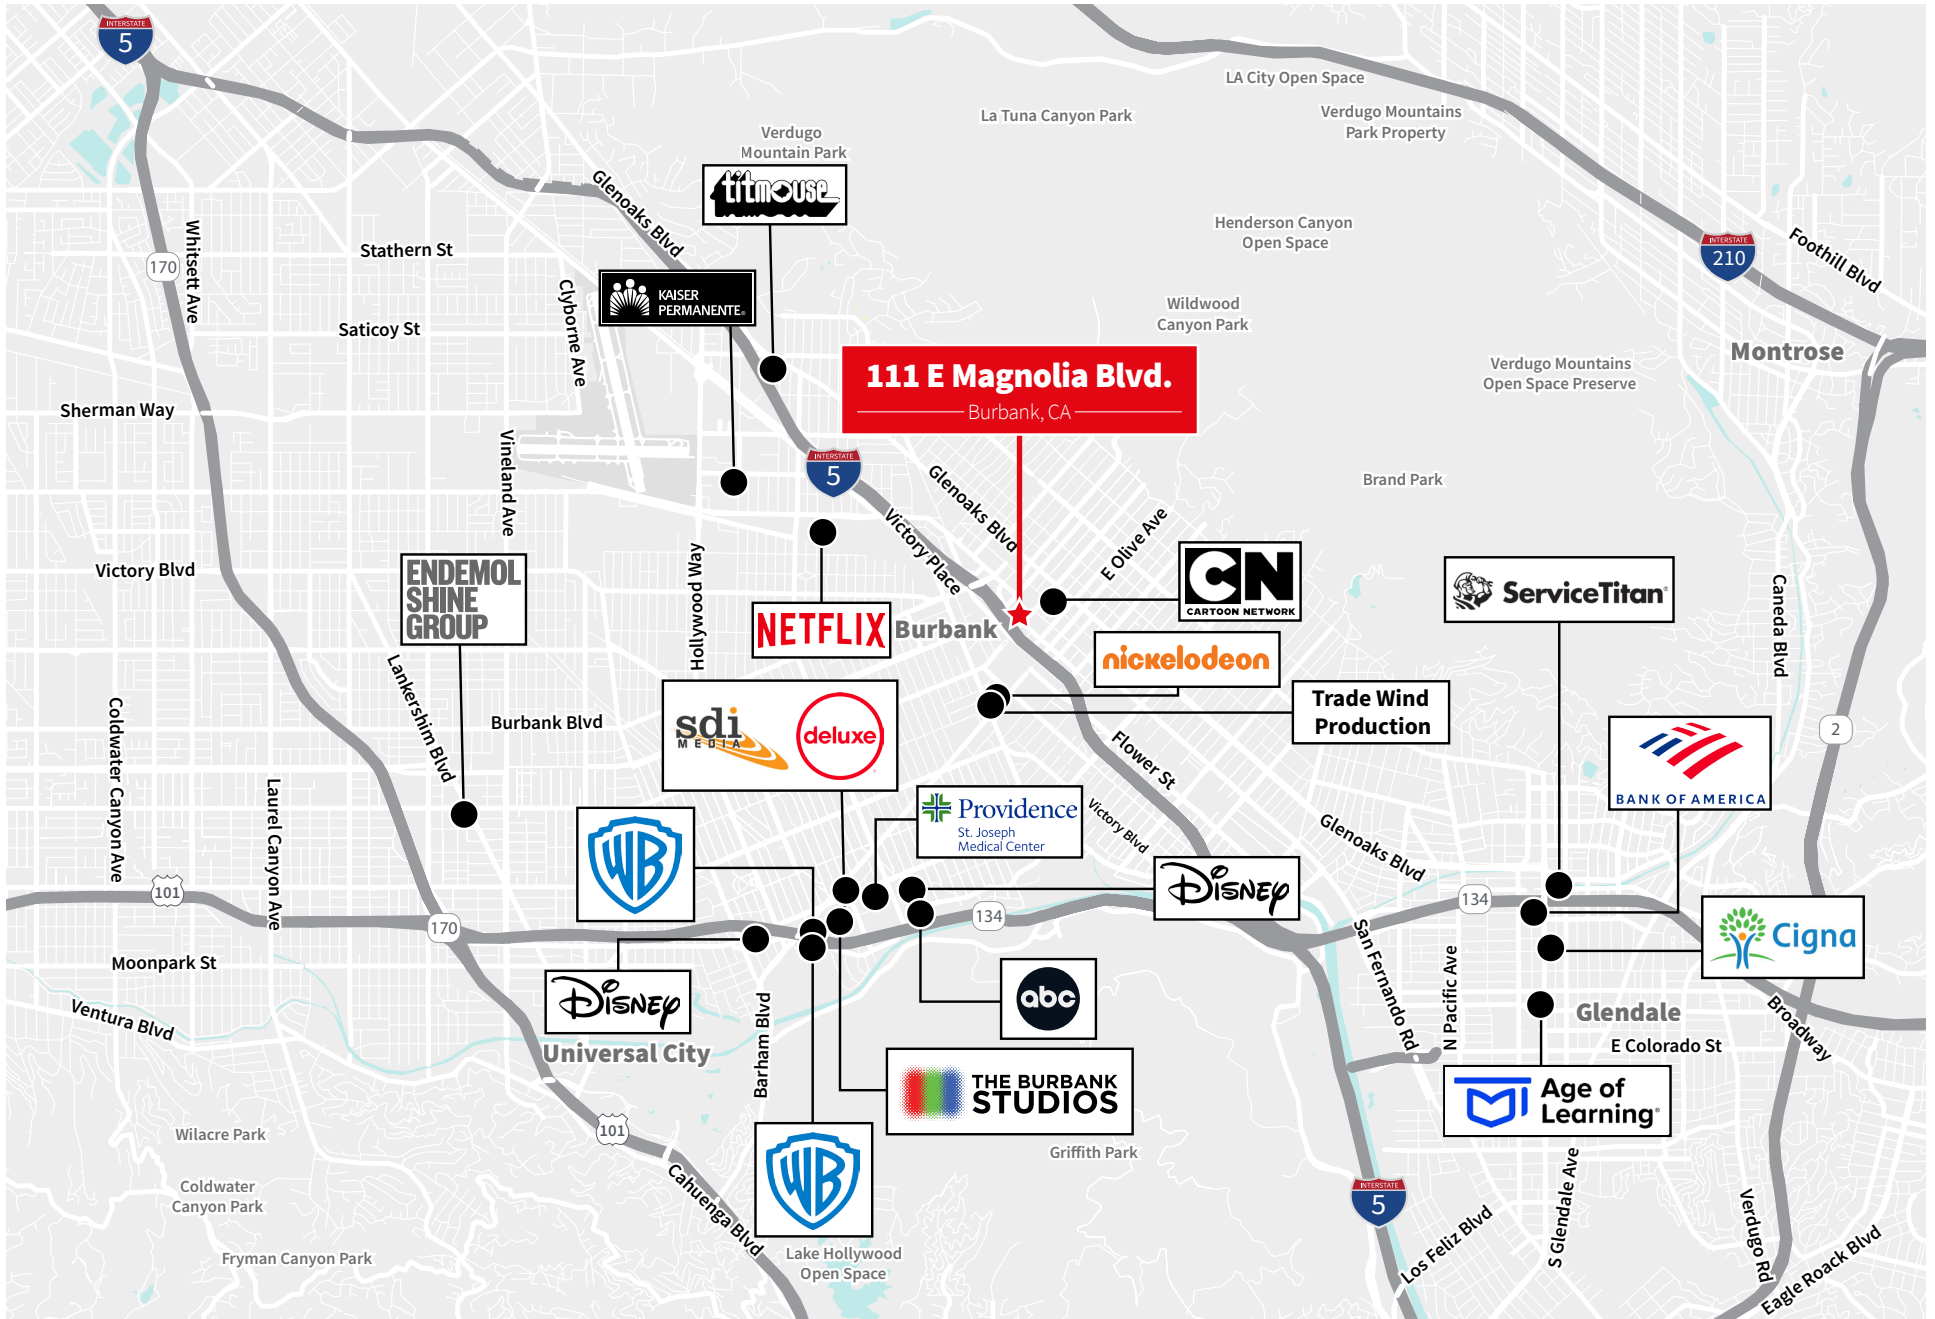 INTERSTATE
5
LA City Open Space
La Tuna Canyon Park
Verdugo Mountains
Park Property
Verdugo
Mountain Park
titmouse
Glenoaks Blvd
Whitsett Ave
170
Stathern St
Henderson Canyon
Open Space
INTERSTATE
210
Foothill Blvd
KAISER
PERMANENTE®
Clyborne Ave
Saticoy St
Wildwood
Canyon Park
Montrose
Verdugo Mountains
Open Space Preserve
111 E Magnolia Blvd.
Burbank, CA
Sherman Way
Vineland Ave
INTERSTATE
5
Glenoaks Blvd
Brand Park
Victory Place
E Olive Ave
Victory Blvd
ENDEMOL
SHINE
GROUP
Hollywood Way
NETFLIX
Burbank
CN
CARTOON NETWORK
ServiceTitan®
Caneda Blvd
nickelodeon
Trade Wind
Production
Lankershim Blvd
Burbank Blvd
sdi
MEDIA
deluxe
Coldwater Canyon Ave
Laurel Canyon Ave
Flower St
2
BANK OF AMERICA
WB
Providence
St. Joseph
Medical Center
Victory Blvd
Glenoaks Blvd
Disney
101
170
134
134
San Fernando Rd
N Pacific Ave
Cigna
Moonpark St
Ventura Blvd
Disney
Universal City
Barham Blvd
abc
Glendale
Broadway
E Colorado St
THE BURBANK
STUDIOS
Age of
Learning®
101
Wilacre Park
WB
Griffith Park
Coldwater
Canyon Park
Cahuenga Blvd
INTERSTATE
5
Los Feliz Blvd
S Glendale Ave
Verdugo Rd
Eagle Roack Blvd
Fryman Canyon Park
Lake Hollywood
Open Space